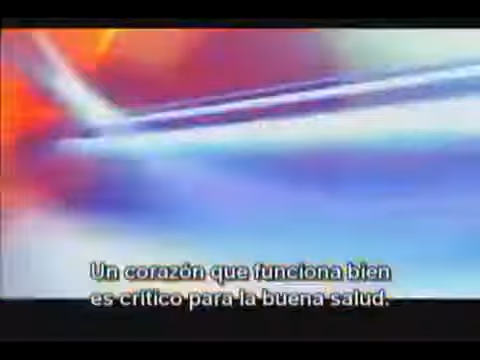 Un corazón que funciona bien
es crítico para la buena salud.